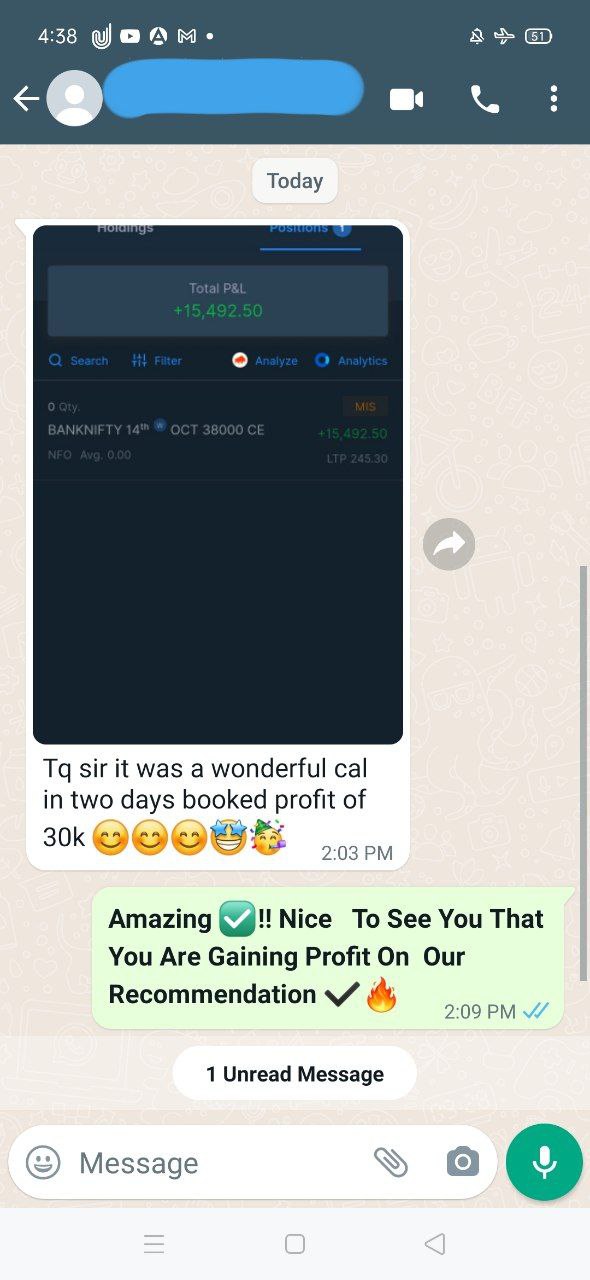 4:38 51
Today
Holdings Positions 1
Total P&L
+15,492.50
Search Filter Analyze Analytics
0 Qty. MIS
BANKNIFTY 14th W OCT 38000 CE +15,492.50
NFO Avg. 0.00 LTP 245.30
Tq sir it was a wonderful cal
in two days booked profit of
30k 😊😊😊🤩🥳
2:03 PM
Amazing ✅!! Nice To See You That
You Are Gaining Profit On Our
Recommendation ✔🔥
2:09 PM
1 Unread Message
Message